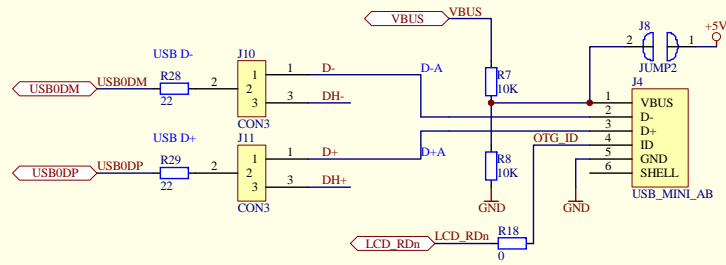 VBUS VBUS
J8
+5V
2 1
JUMP2
USB D- J10
R7
10K
J4
USB0DM USB0DM R28 22 2
1 D- D-A
2
3 3 DH-
1
CON3
1 VBUS
2 D-
3 D+
4 ID
5 GND
6 SHELL
USB_MINI_AB
USB D+ J11
OTG_ID
USB0DP USB0DP R29 22 2
1 D+ D+A
2 1
3 3 DH+
CON3
R8
10K
GND GND
LCD_RDn LCD_RDn R18
0